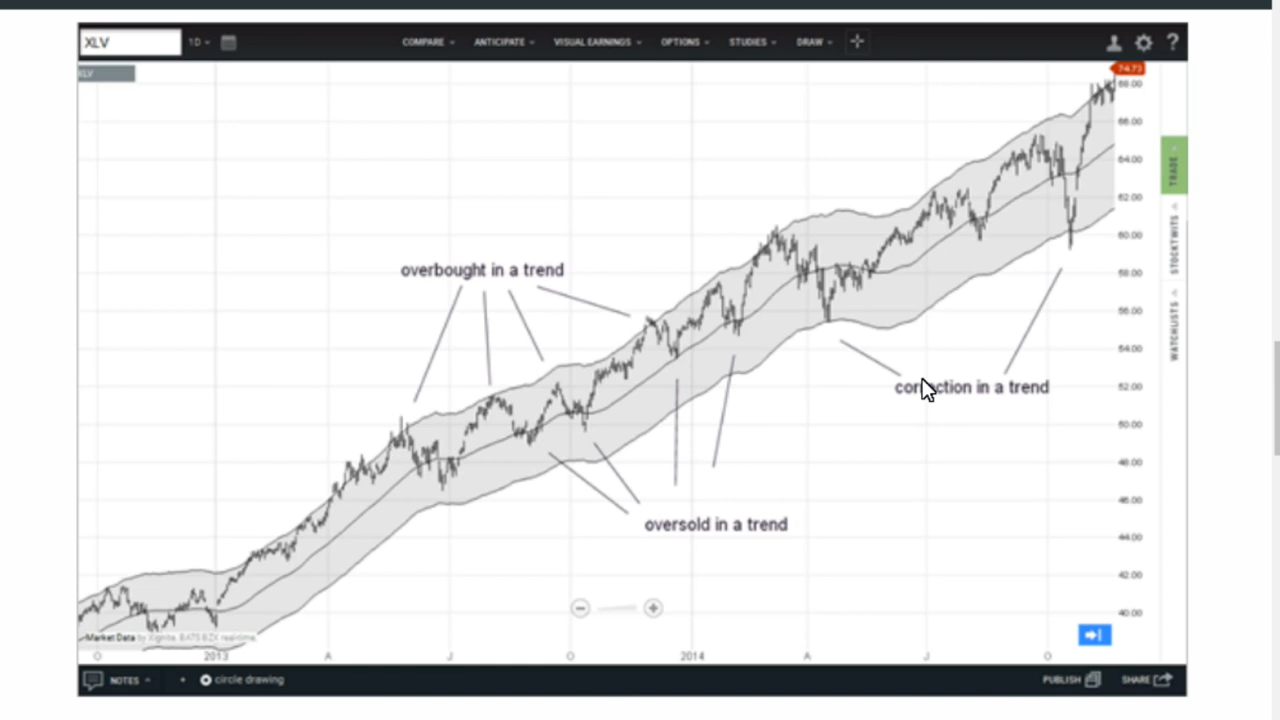 XLV
1D
COMPARE
ANTICIPATE
VISUAL EARNINGS
OPTIONS
STUDIES
DRAW
?
XLV
74.73
68.00
66.00
64.00
62.00
60.00
58.00
56.00
54.00
52.00
50.00
48.00
46.00
44.00
42.00
40.00
TRADE
STOCKTWITS
WATCHLISTS
overbought in a trend
correction in a trend
oversold in a trend
Market Data by Xignite, BATS BZX real-time.
O 2013 A J O 2014 A J O
NOTES
circle drawing
PUBLISH
SHARE